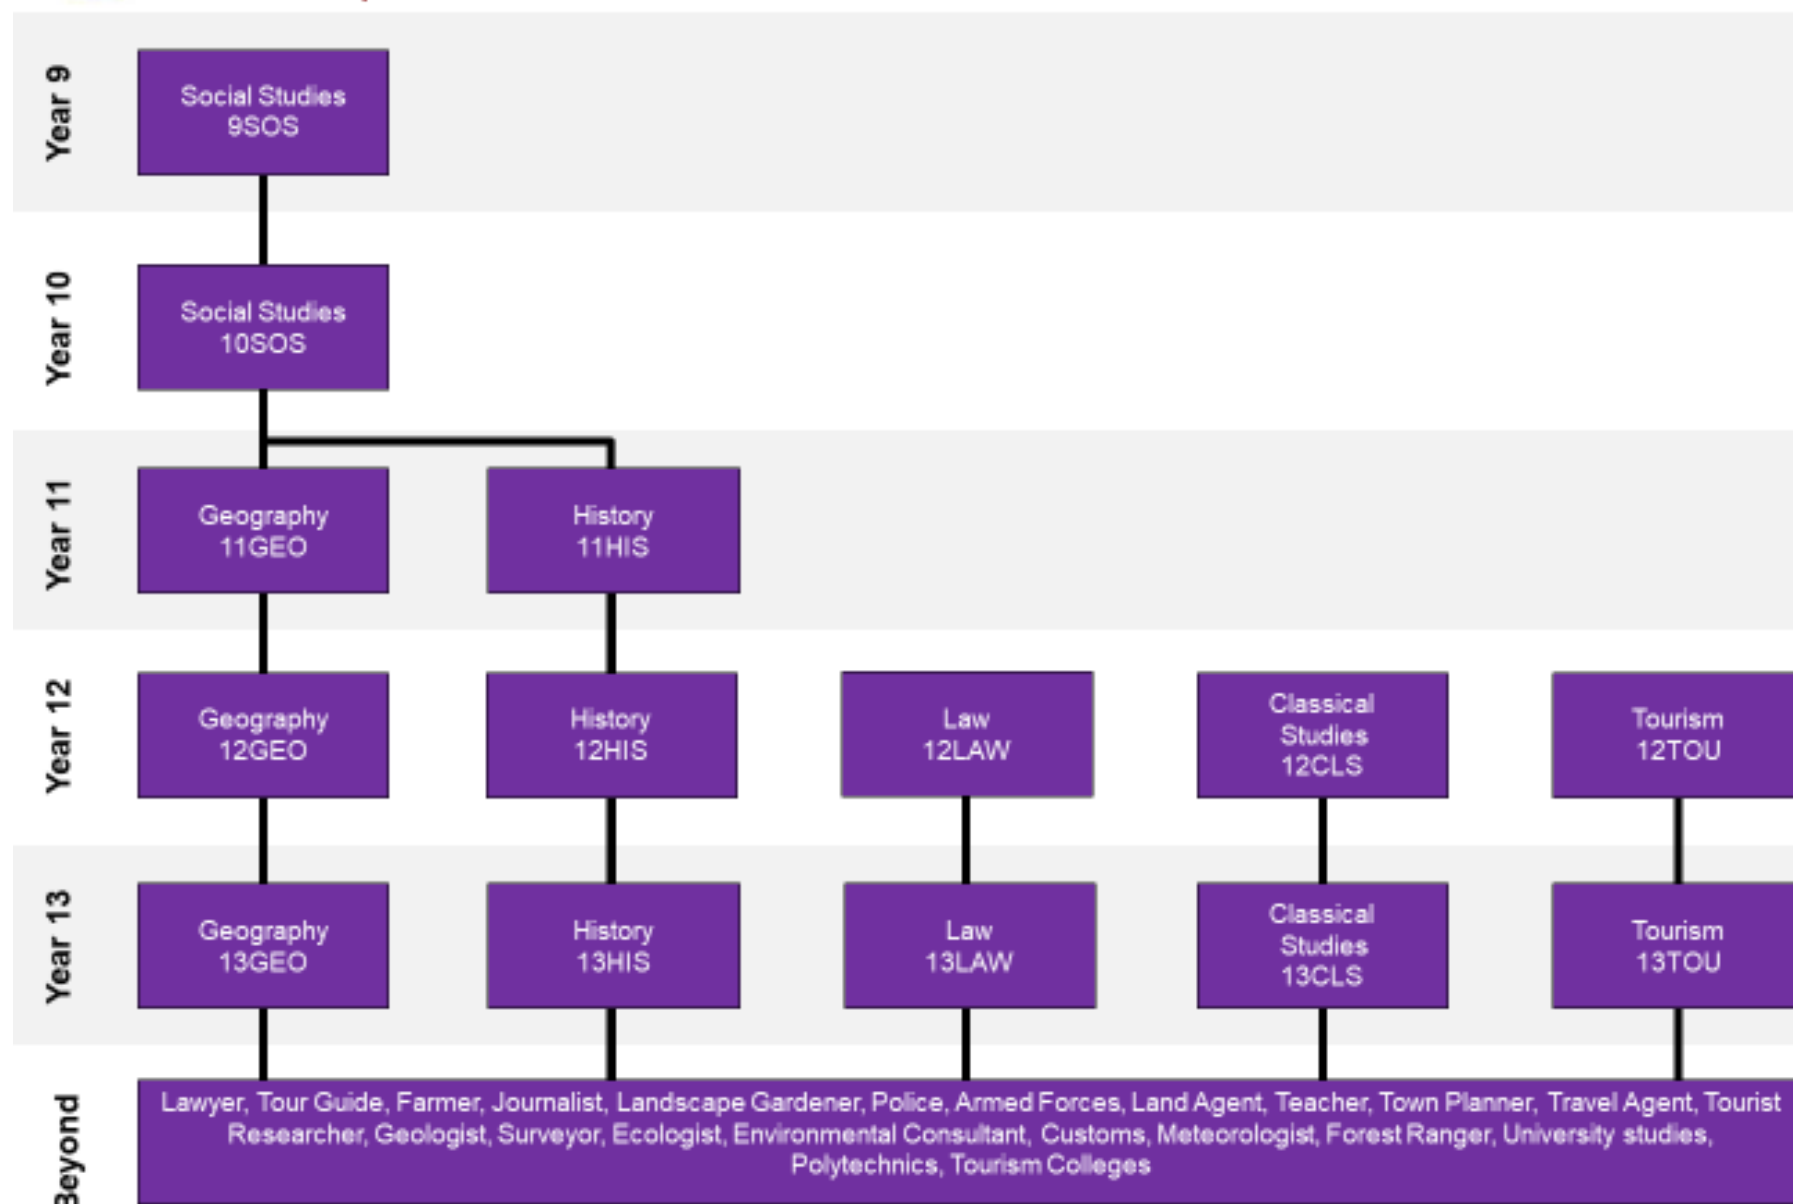 Year 9
Social Studies
9SOS
Year 10
Social Studies
10SOS
Year 11
Geography
11GEO
History
11HIS
Year 12
Geography
12GEO
History
12HIS
Law
12LAW
Classical
Studies
12CLS
Tourism
12TOU
Year 13
Geography
13GEO
History
13HIS
Law
13LAW
Classical
Studies
13CLS
Tourism
13TOU
Beyond
Lawyer, Tour Guide, Farmer, Journalist, Landscape Gardener, Police, Armed Forces, Land Agent, Teacher, Town Planner, Travel Agent, Tourist
Researcher, Geologist, Surveyor, Ecologist, Environmental Consultant, Customs, Meteorologist, Forest Ranger, University studies,
Polytechnics, Tourism Colleges